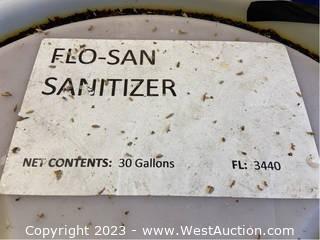 FLO-SAN
SANITIZER
NET CONTENTS: 30 Gallons FL: 3440
Copyright 2023 - www.WestAuction.com